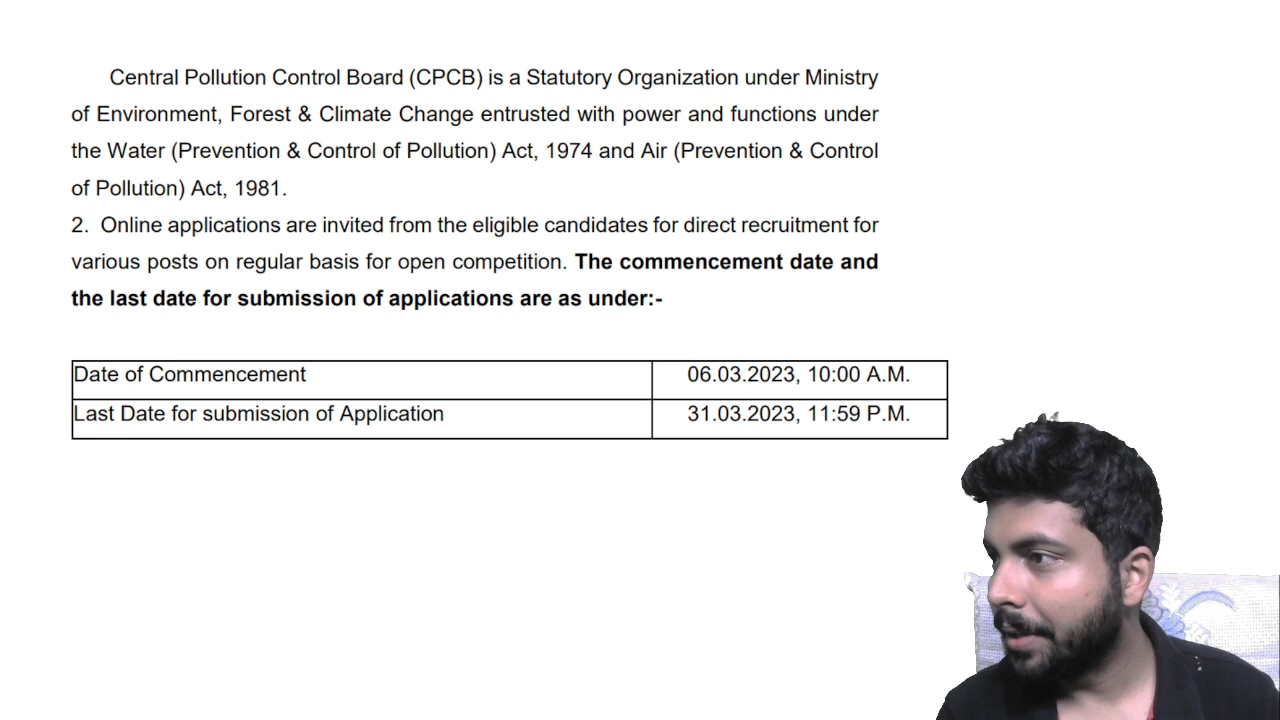 Central Pollution Control Board (CPCB) is a Statutory Organization under Ministry
of Environment, Forest & Climate Change entrusted with power and functions under
the Water (Prevention & Control of Pollution) Act, 1974 and Air (Prevention & Control
of Pollution) Act, 1981.
2. Online applications are invited from the eligible candidates for direct recruitment for
various posts on regular basis for open competition. The commencement date and
the last date for submission of applications are as under:-
Date of Commencement 06.03.2023, 10:00 A.M.
Last Date for submission of Application 31.03.2023, 11:59 P.M.